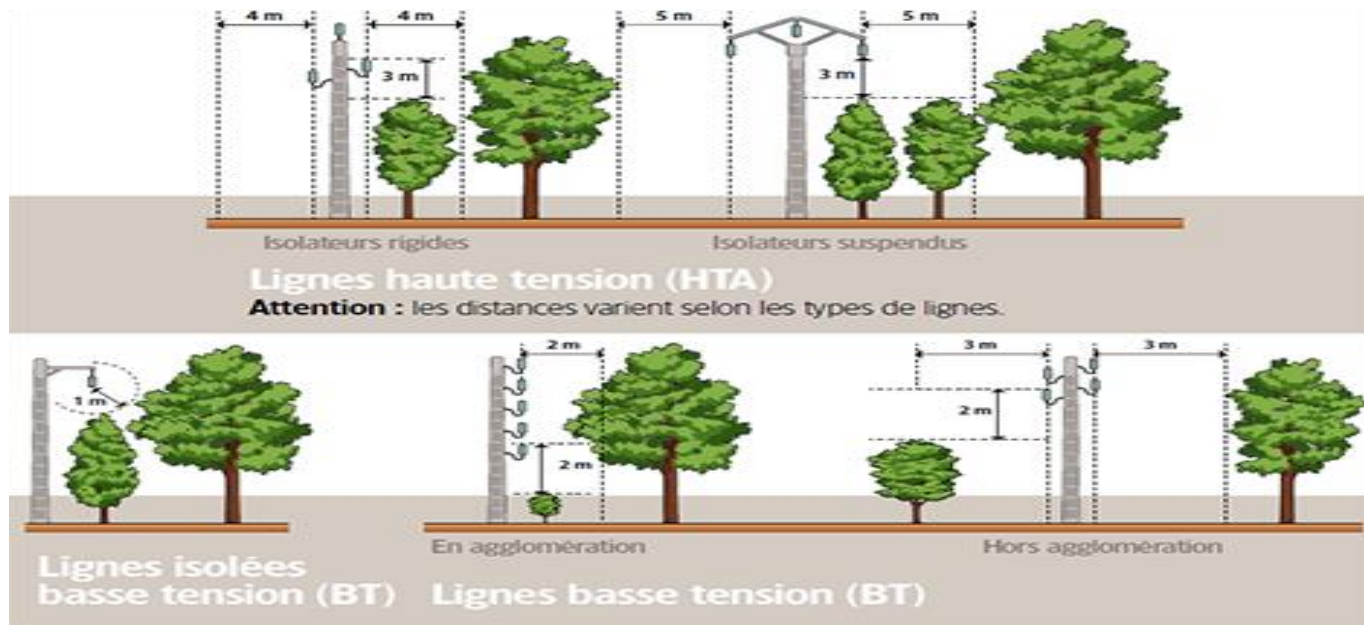 4 m
4 m
5 m
5 m
3 m
3 m
Isolateurs rigides
Isolateurs suspendus
Lignes haute tension (HTA)
Attention : les distances varient selon les types de lignes.
2 m
3 m
3 m
1 m
2 m
2 m
En agglomération
Hors agglomération
Lignes isolées
basse tension (BT)
Lignes basse tension (BT)